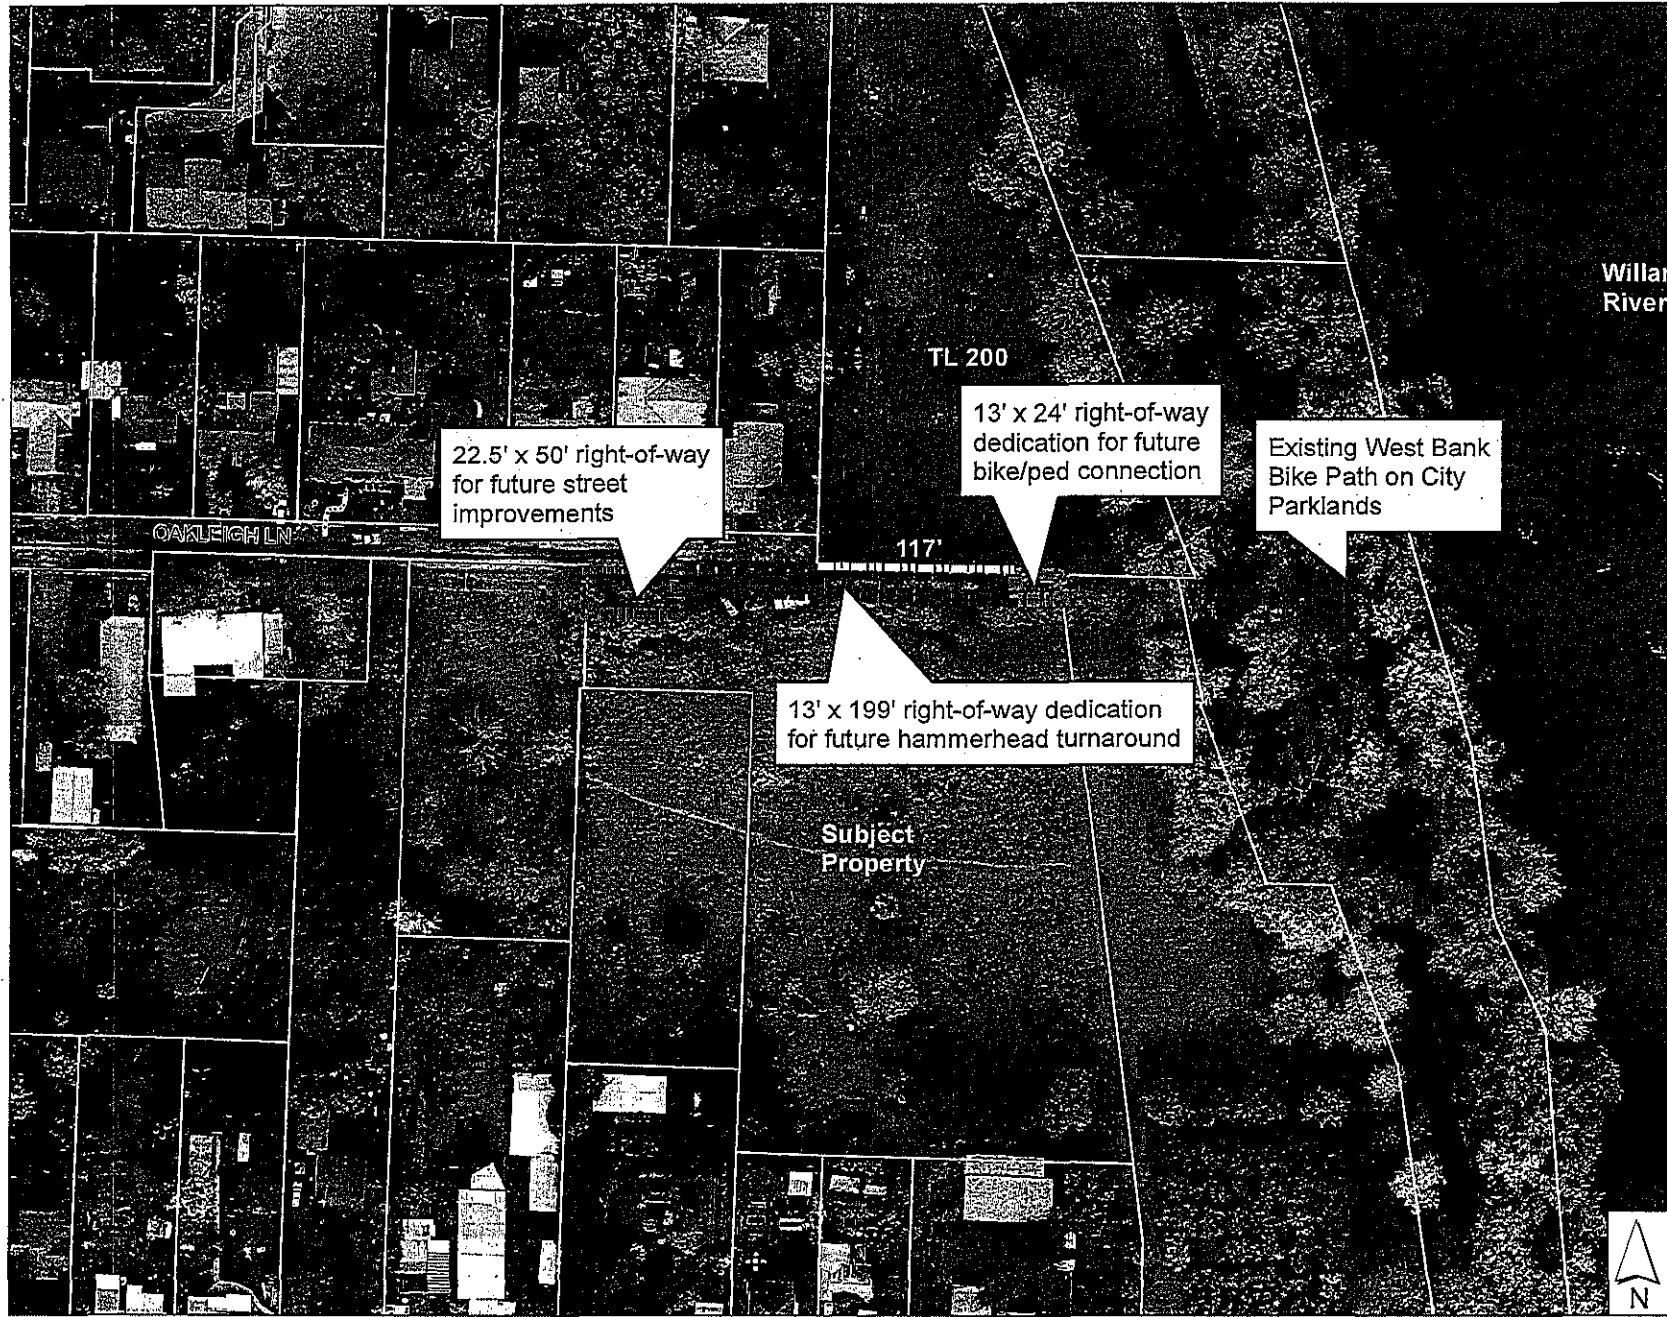 Willar
River
TL 200
13' x 24' right-of-way
dedication for future
bike/ped connection
22.5' x 50' right-of-way
for future street
improvements
Existing West Bank
Bike Path on City
Parklands
OAKLEIGH LN
117'
13' x 199' right-of-way dedication
for future hammerhead turnaround
Subject
Property
N